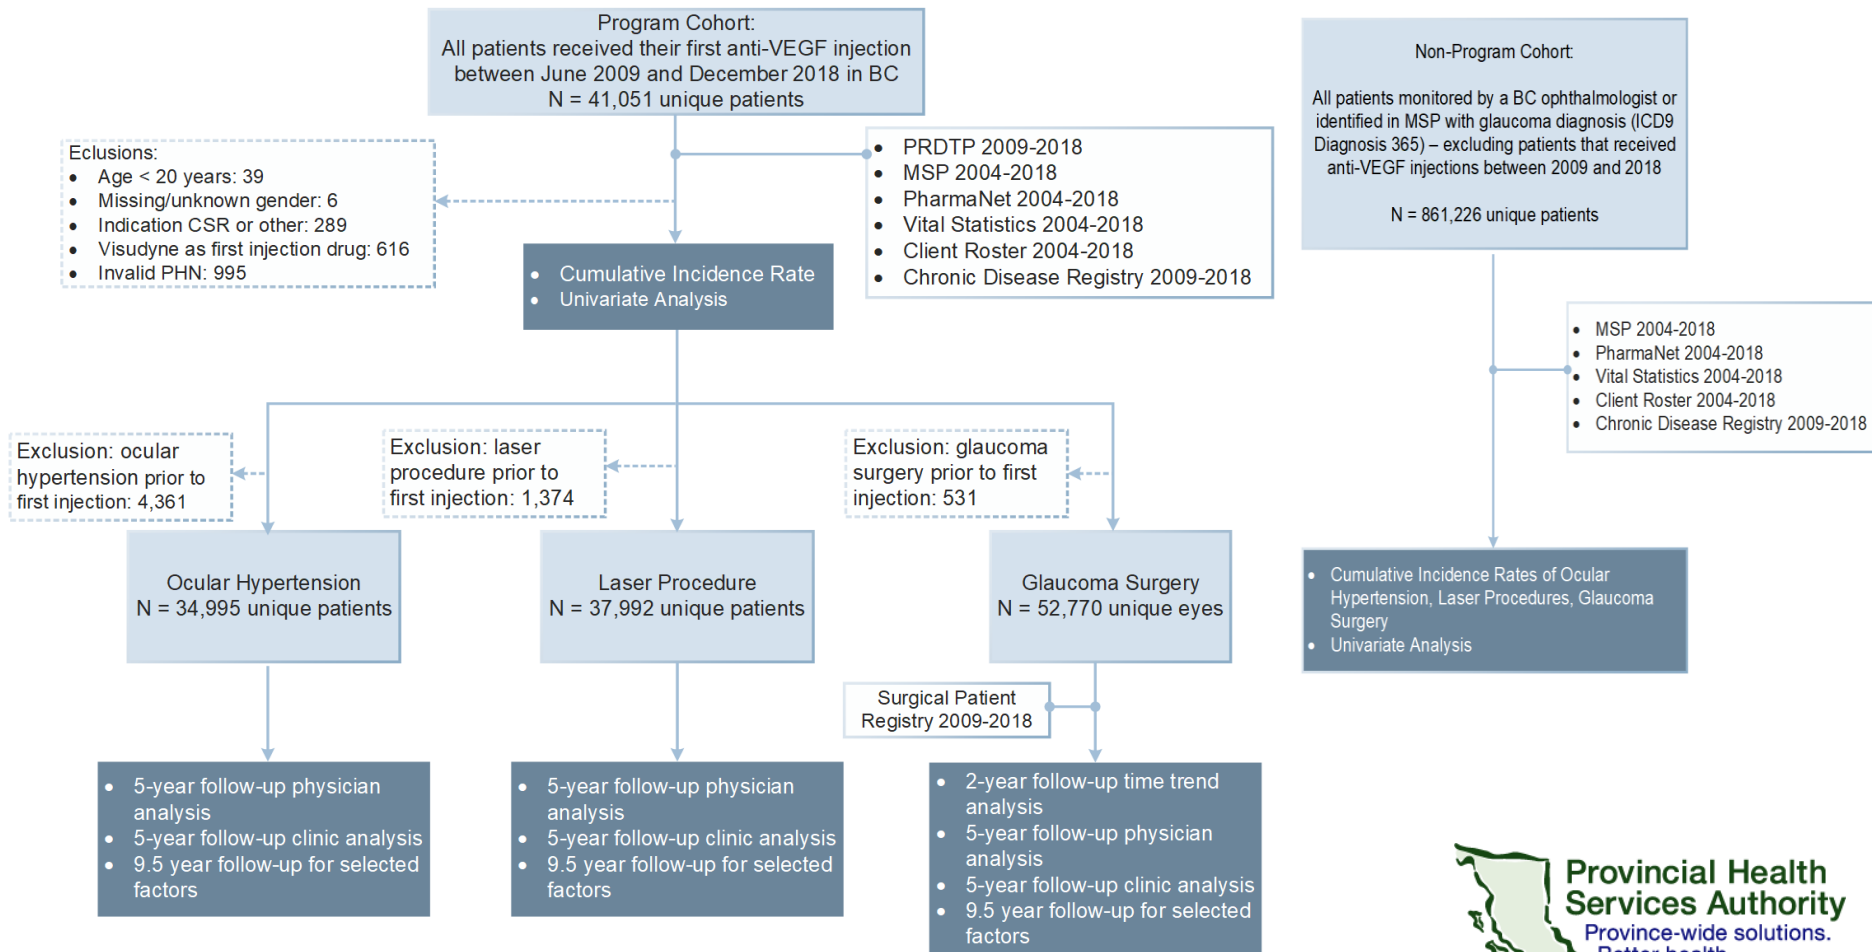 Program Cohort:
All patients received their first anti-VEGF injection
between June 2009 and December 2018 in BC
N = 41,051 unique patients
Non-Program Cohort:
All patients monitored by a BC ophthalmologist or
identified in MSP with glaucoma diagnosis (ICD9
Diagnosis 365) – excluding patients that received
anti-VEGF injections between 2009 and 2018
N = 861,226 unique patients
Eclusions:
• Age < 20 years: 39
• Missing/unknown gender: 6
• Indication CSR or other: 289
• Visudyne as first injection drug: 616
• Invalid PHN: 995
• PRDTP 2009-2018
• MSP 2004-2018
• PharmaNet 2004-2018
• Vital Statistics 2004-2018
• Client Roster 2004-2018
• Chronic Disease Registry 2009-2018
• Cumulative Incidence Rate
• Univariate Analysis
• MSP 2004-2018
• PharmaNet 2004-2018
• Vital Statistics 2004-2018
• Client Roster 2004-2018
• Chronic Disease Registry 2009-2018
Exclusion: ocular
hypertension prior to
first injection: 4,361
Exclusion: laser
procedure prior to
first injection: 1,374
Exclusion: glaucoma
surgery prior to first
injection: 531
Ocular Hypertension
N = 34,995 unique patients
Laser Procedure
N = 37,992 unique patients
Glaucoma Surgery
N = 52,770 unique eyes
• Cumulative Incidence Rates of Ocular
Hypertension, Laser Procedures, Glaucoma
Surgery
• Univariate Analysis
Surgical Patient
Registry 2009-2018
• 5-year follow-up physician
analysis
• 5-year follow-up clinic analysis
• 9.5 year follow-up for selected
factors
• 5-year follow-up physician
analysis
• 5-year follow-up clinic analysis
• 9.5 year follow-up for selected
factors
• 2-year follow-up time trend
analysis
• 5-year follow-up physician
analysis
• 5-year follow-up clinic analysis
• 9.5 year follow-up for selected
factors
Provincial Health
Services Authority
Province-wide solutions.
Better health.